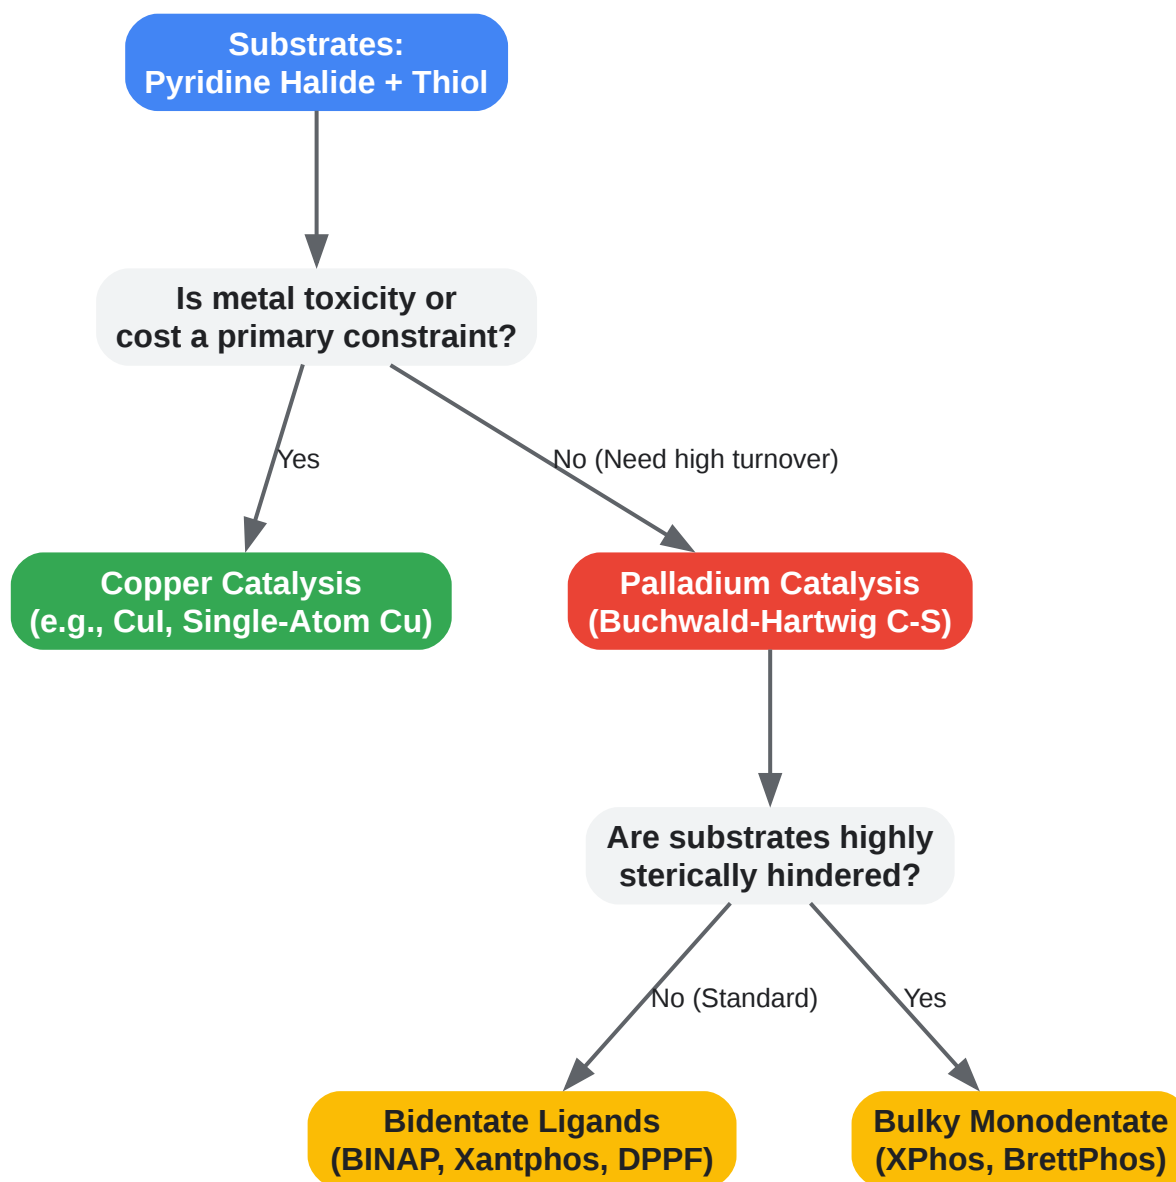 Substrates:
Pyridine Halide + Thiol
Is metal toxicity or
cost a primary constraint?
Yes
No (Need high turnover)
Copper Catalysis
(e.g., CuI, Single-Atom Cu)
Palladium Catalysis
(Buchwald-Hartwig C-S)
Are substrates highly
sterically hindered?
No (Standard)
Yes
Bidentate Ligands
(BINAP, Xantphos, DPPF)
Bulky Monodentate
(XPhos, BrettPhos)